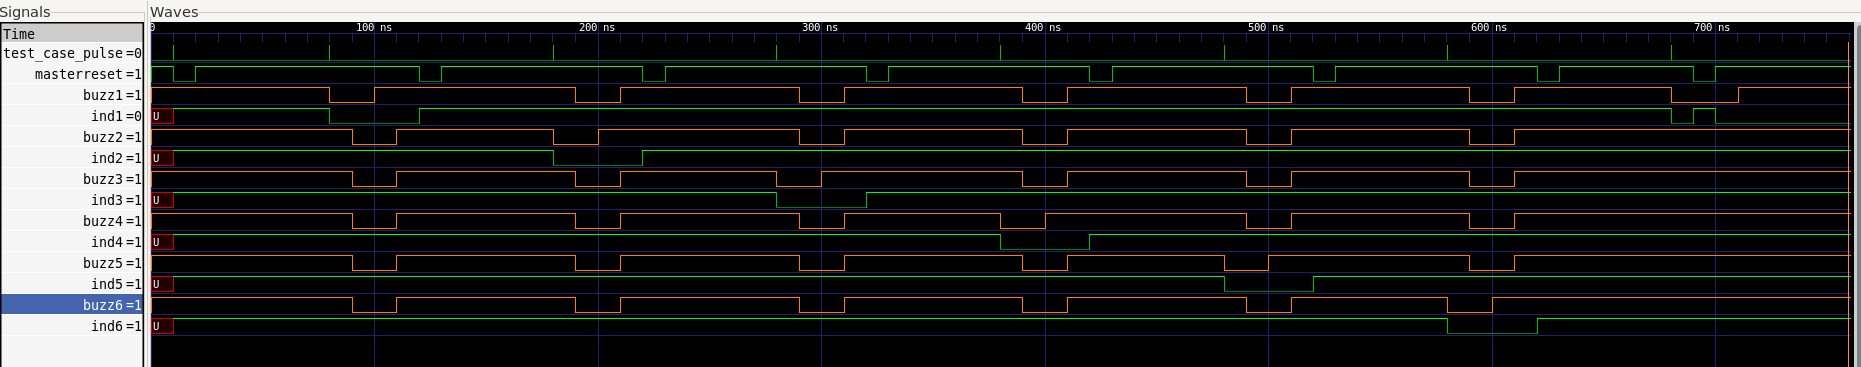 Signals Waves
Time 0 100 ns 200 ns 300 ns 400 ns 500 ns 600 ns 700 ns
test_case_pulse=0
masterreset=1
buzz1=1
ind1=0 U
buzz2=1
ind2=1 U
buzz3=1
ind3=1 U
buzz4=1
ind4=1 U
buzz5=1
ind5=1 U
buzz6=1
ind6=1 U